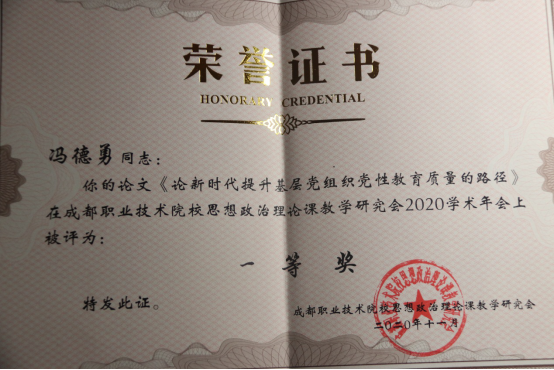 荣誉证书
HONORARY CREDENTIAL
冯德勇同志：
你的论文《论新时代提升基层党组织党性教育质量的路径》
在成都职业技术院校思想政治理论课教学研究会2020学术年会上
被评为：
一等奖
特发此证。
成都职业技术院校思想政治理论课教学研究会
二〇二〇年十一月